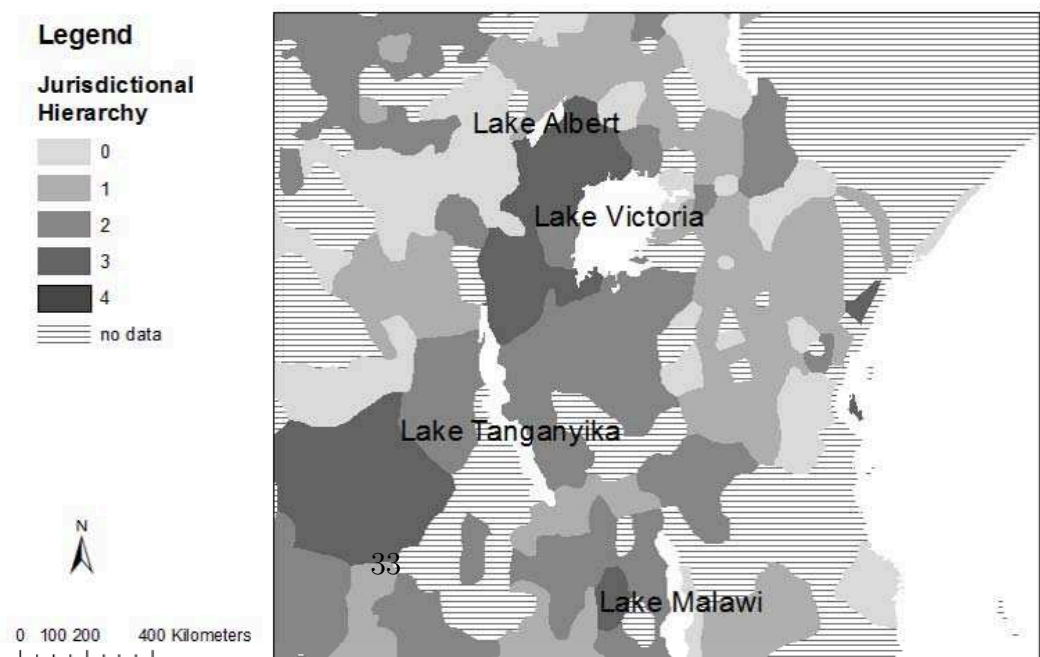 Legend
Jurisdictional
Hierarchy
0
1
2
3
4
no data
N
0 100 200 400 Kilometers
Lake Albert
Lake Victoria
Lake Tanganyika
33
Lake Malawi